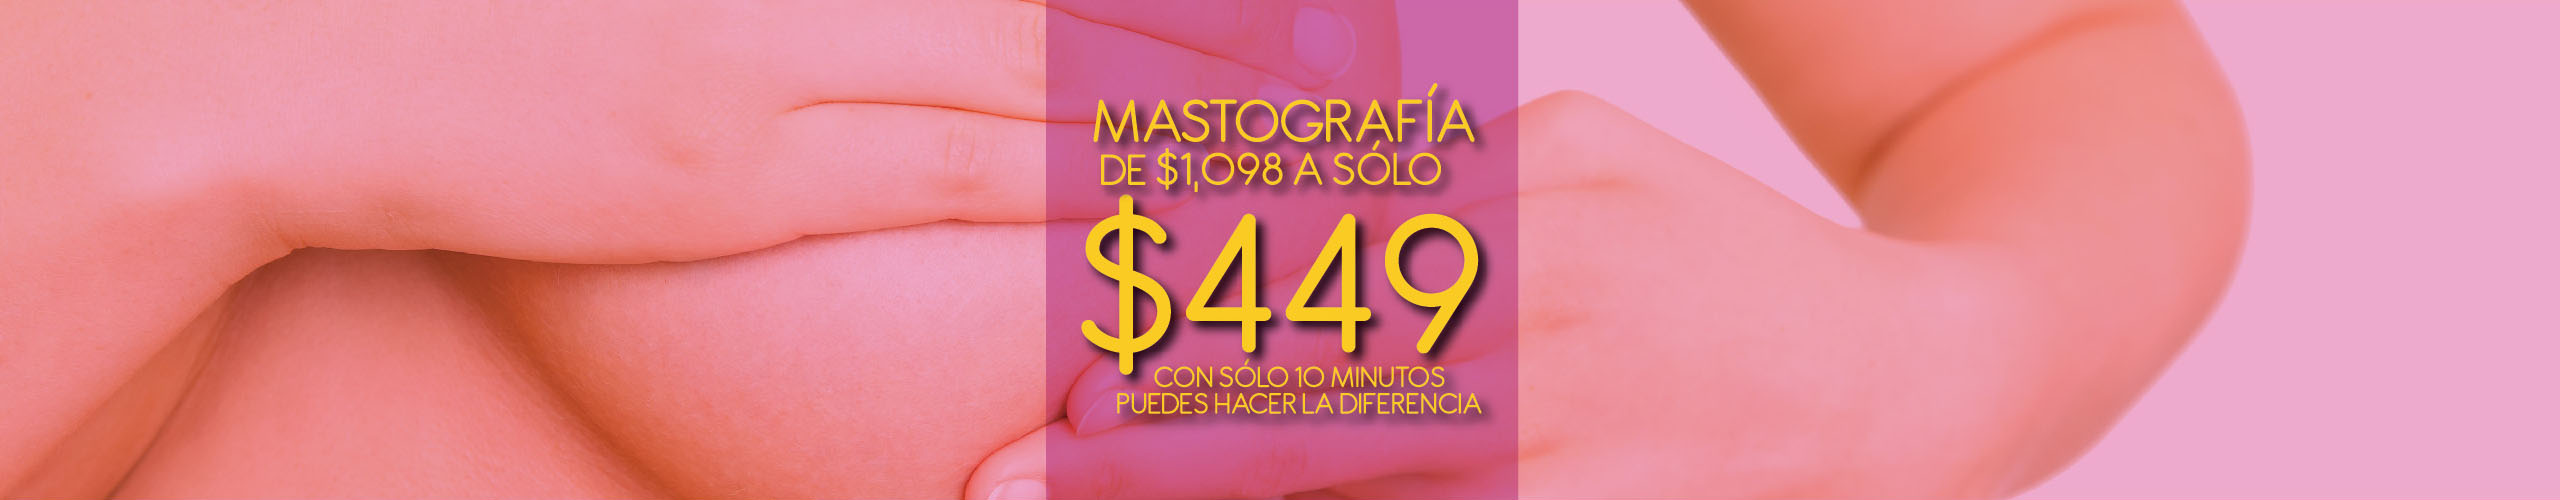 MASTOGRAFÍA
DE $1,098 A SÓLO
$449
CON SÓLO 10 MINUTOS
PUEDES HACER LA DIFERENCIA